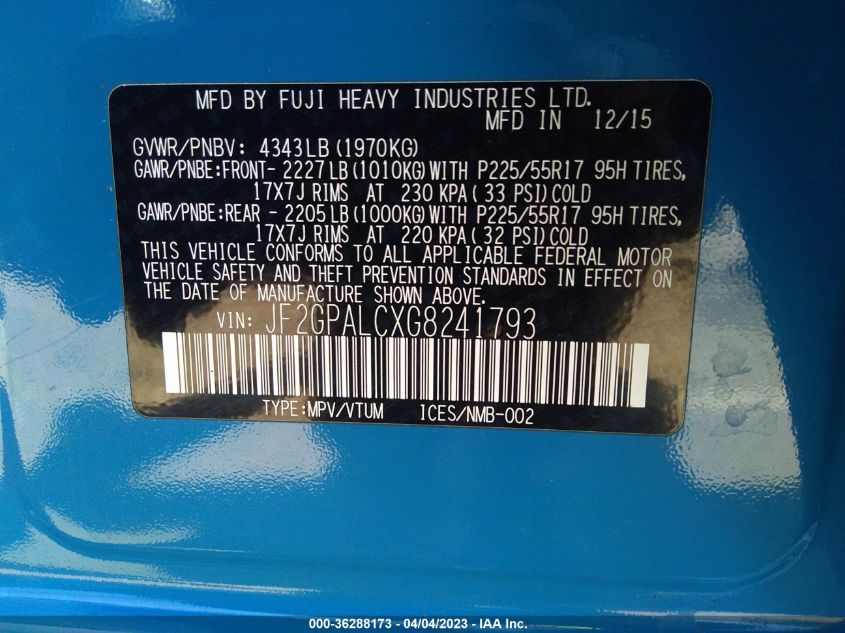 MFD BY FUJI HEAVY INDUSTRIES LTD.
MFD IN 12/15
GVWR/PNBV: 4343LB (1970KG)
GAWR/PNBE:FRONT- 2227LB (1010KG) WITH P225/55R17 95H TIRES,
17X7J RIMS AT 230 KPA ( 33 PSI) COLD
GAWR/PNBE:REAR - 2205LB (1000KG) WITH P225/55R17 95H TIRES,
17X7J RIMS AT 220 KPA ( 32 PSI) COLD
THIS VEHICLE CONFORMS TO ALL APPLICABLE FEDERAL MOTOR
VEHICLE SAFETY AND THEFT PREVENTION STANDARDS IN EFFECT ON
THE DATE OF MANUFACTURE SHOWN ABOVE.
VIN: JF2GPALCXG8241793
TYPE:MPV/VTUM ICES/NMB-002
000-36288173 - 04/04/2023 - IAA Inc.